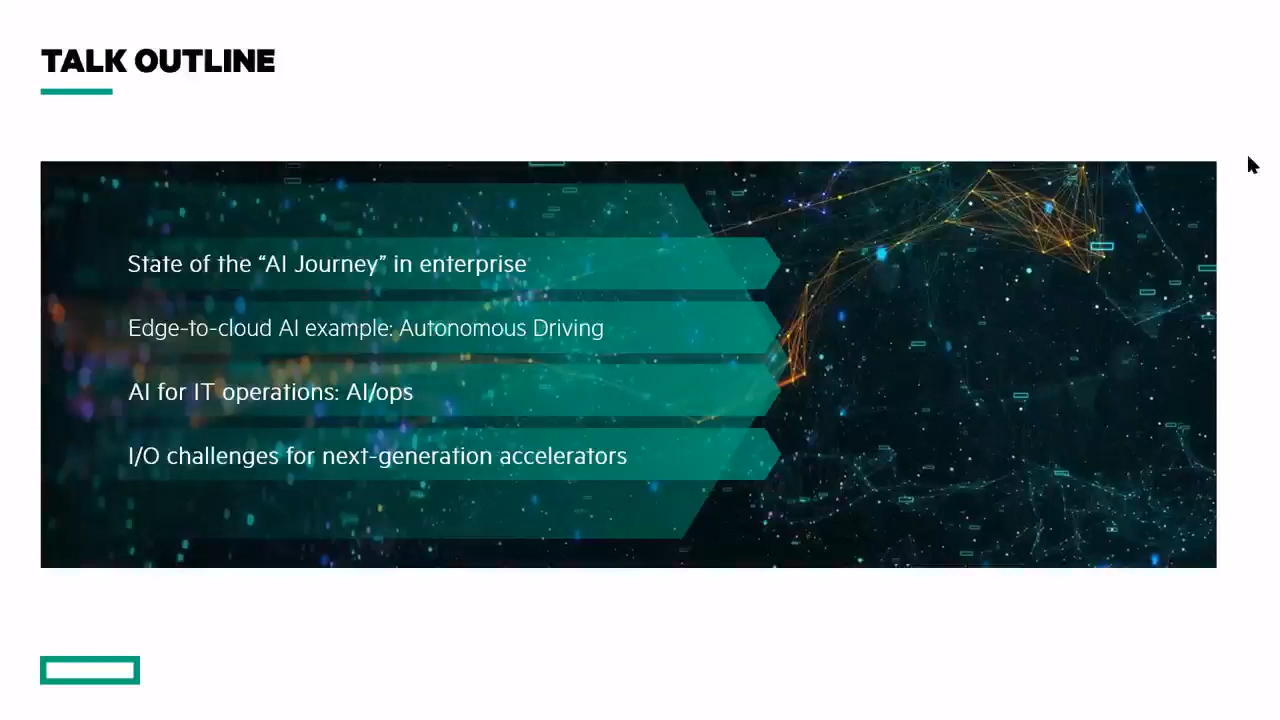 TALK OUTLINE
State of the “AI Journey” in enterprise
Edge-to-cloud AI example: Autonomous Driving
AI for IT operations: AI/ops
I/O challenges for next-generation accelerators